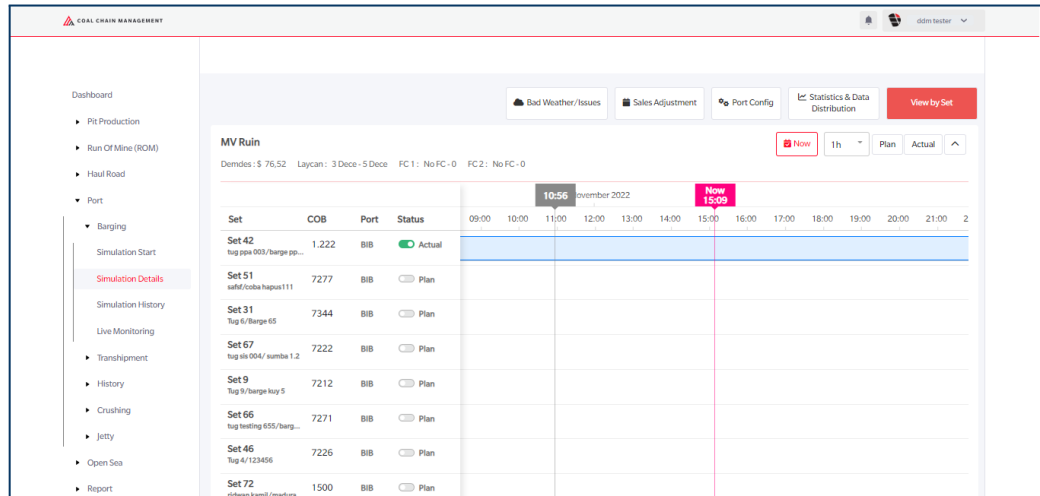 COAL CHAIN MANAGEMENT
ddm tester
Dashboard
Pit Production
Run Of Mine (ROM)
Haul Road
Port
Barging
Simulation Start
Simulation Details
Simulation History
Live Monitoring
Transhipment
History
Crushing
Jetty
Open Sea
Report
Bad Weather/Issues
Sales Adjustment
Port Config
Statistics & Data
Distribution
View by Set
MV Ruin
Now
1h
Plan
Actual
Demdes : $ 76,52 Laycan : 3 Dece - 5 Dece FC 1 : No FC - 0 FC 2 : No FC - 0
10:56
ovember 2022
Now
15:09
Set COB Port Status 09:00 10:00 11:00 12:00 13:00 14:00 15:00 16:00 17:00 18:00 19:00 20:00 21:00 2
Set 42 1.222 BIB Actual
tug ppa 003/barge pp...
Set 51 7277 BIB Plan
safsf/coba hapus111
Set 31 7344 BIB Plan
Tug 6/Barge 65
Set 67 7222 BIB Plan
tug sis 004/ sumba 1.2
Set 9 7212 BIB Plan
Tug 9/barge kuy 5
Set 66 7271 BIB Plan
tug testing 655/barg...
Set 46 7226 BIB Plan
Tug 4/123456
Set 72 1500 BIB Plan
ridwan kamil/madura